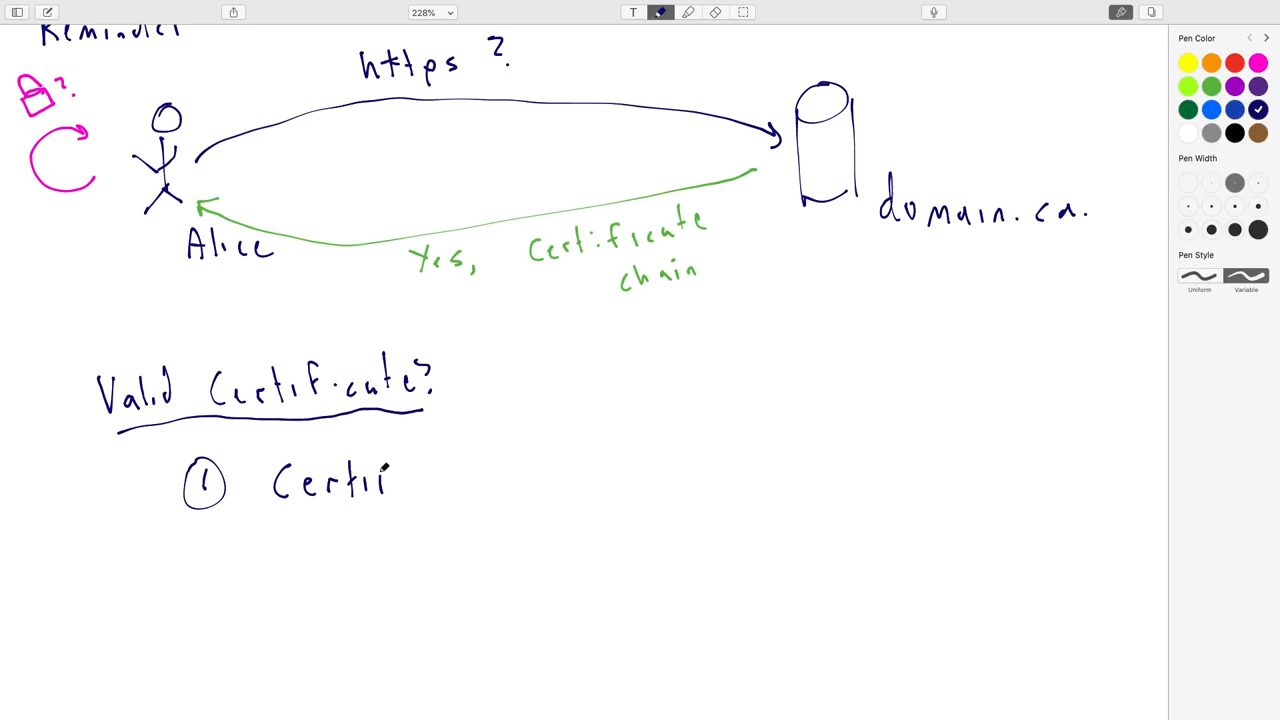 228%
T
Reminder
https ?
?
Alice
domain.ca.
Yes, Certificate
chain
Valid Certificate?
1 Certif
Pen Color
Pen Width
Pen Style
Uniform
Variable